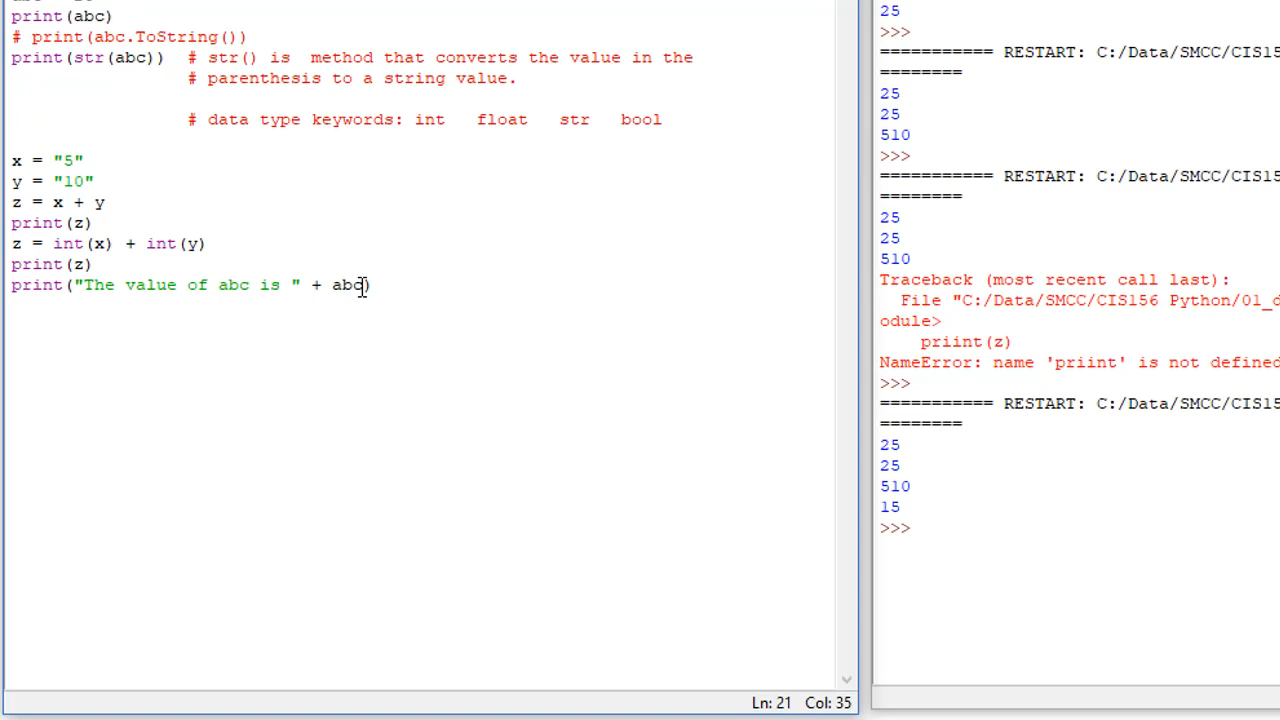 print(abc)
# print(abc.ToString())
print(str(abc))  # str() is  method that converts the value in the
# parenthesis to a string value.
# data type keywords: int   float   str   bool
x = "5"
y = "10"
z = x + y
print(z)
z = int(x) + int(y)
print(z)
print("The value of abc is " + abc)
Ln: 21 Col: 35
25
>>>
=========== RESTART: C:/Data/SMCC/CIS15
========
25
25
510
>>>
=========== RESTART: C:/Data/SMCC/CIS15
========
25
25
510
Traceback (most recent call last):
  File "C:/Data/SMCC/CIS156 Python/01_d
odule>
    priint(z)
NameError: name 'priint' is not defined
>>>
=========== RESTART: C:/Data/SMCC/CIS15
========
25
25
510
15
>>>